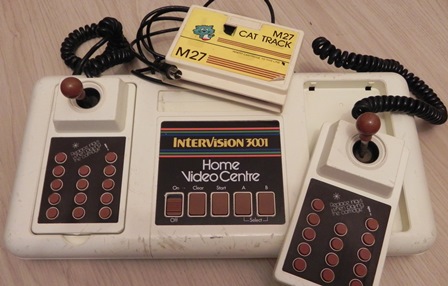 M27
CAT TRACK
M27
INTERVISION 3001
Home
Video Centre
On Clear Start A B
Off
Select